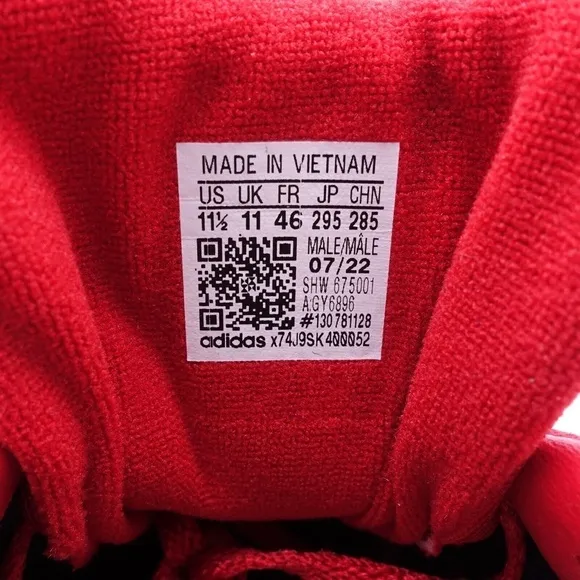 MADE IN VIETNAM
US UK FR JP CHN
11½ 11 46 295 285
MALE/MÂLE
07/22
SHW 675001
A:GY6896
#130781128
adidas x74J9SK400052